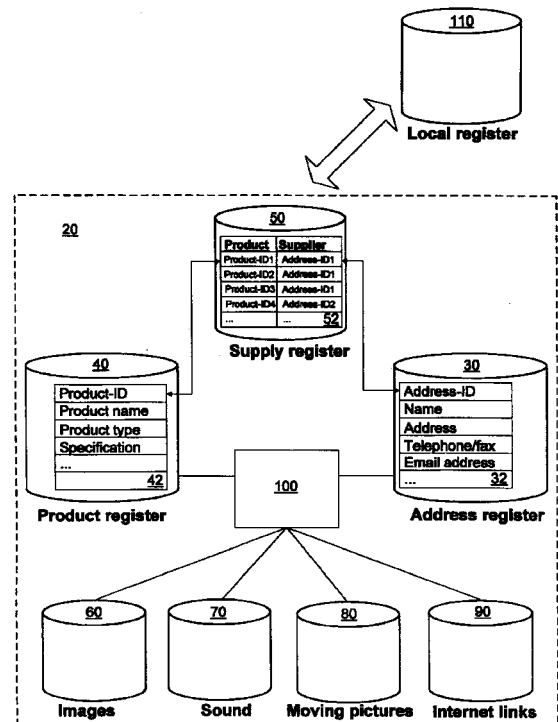 110
Local register
20
50
Product Supplier
Product-ID1 Address-ID1
Product-ID2 Address-ID1
Product-ID3 Address-ID1
Product-ID4 Address-ID2
... ... 52
Supply register
40
Product-ID
Product name
Product type
Specification
...
42
Product register
30
Address-ID
Name
Address
Telephone/fax
Email address
... 32
Address register
100
60
Images
70
Sound
80
Moving pictures
90
Internet links